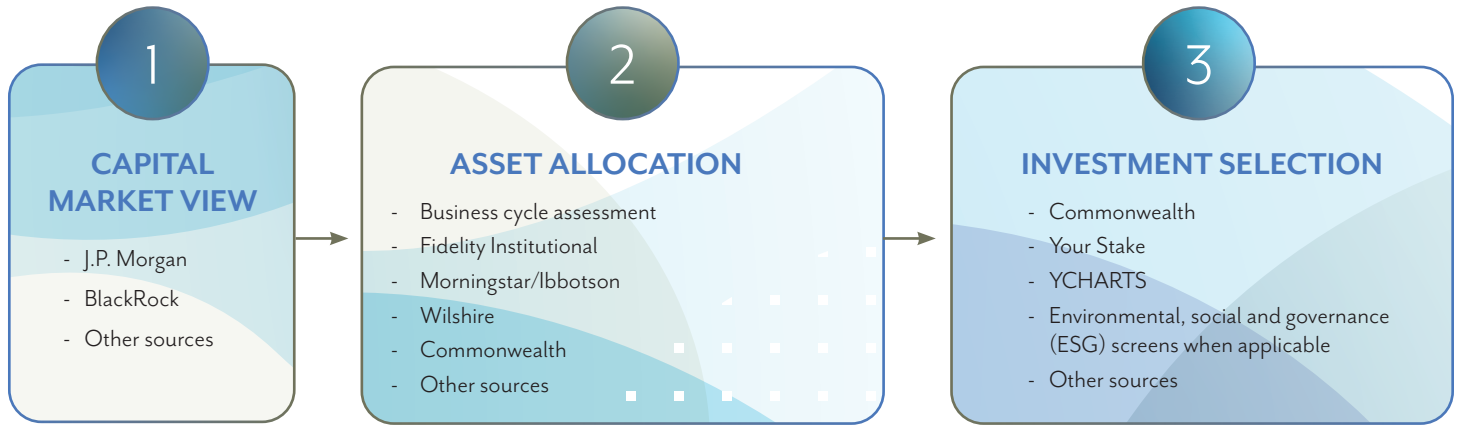 1
CAPITAL
MARKET VIEW
- J.P. Morgan
- BlackRock
- Other sources
2
ASSET ALLOCATION
- Business cycle assessment
- Fidelity Institutional
- Morningstar/Ibbotson
- Wilshire
- Commonwealth
- Other sources
3
INVESTMENT SELECTION
- Commonwealth
- Your Stake
- YCHARTS
- Environmental, social and governance
(ESG) screens when applicable
- Other sources